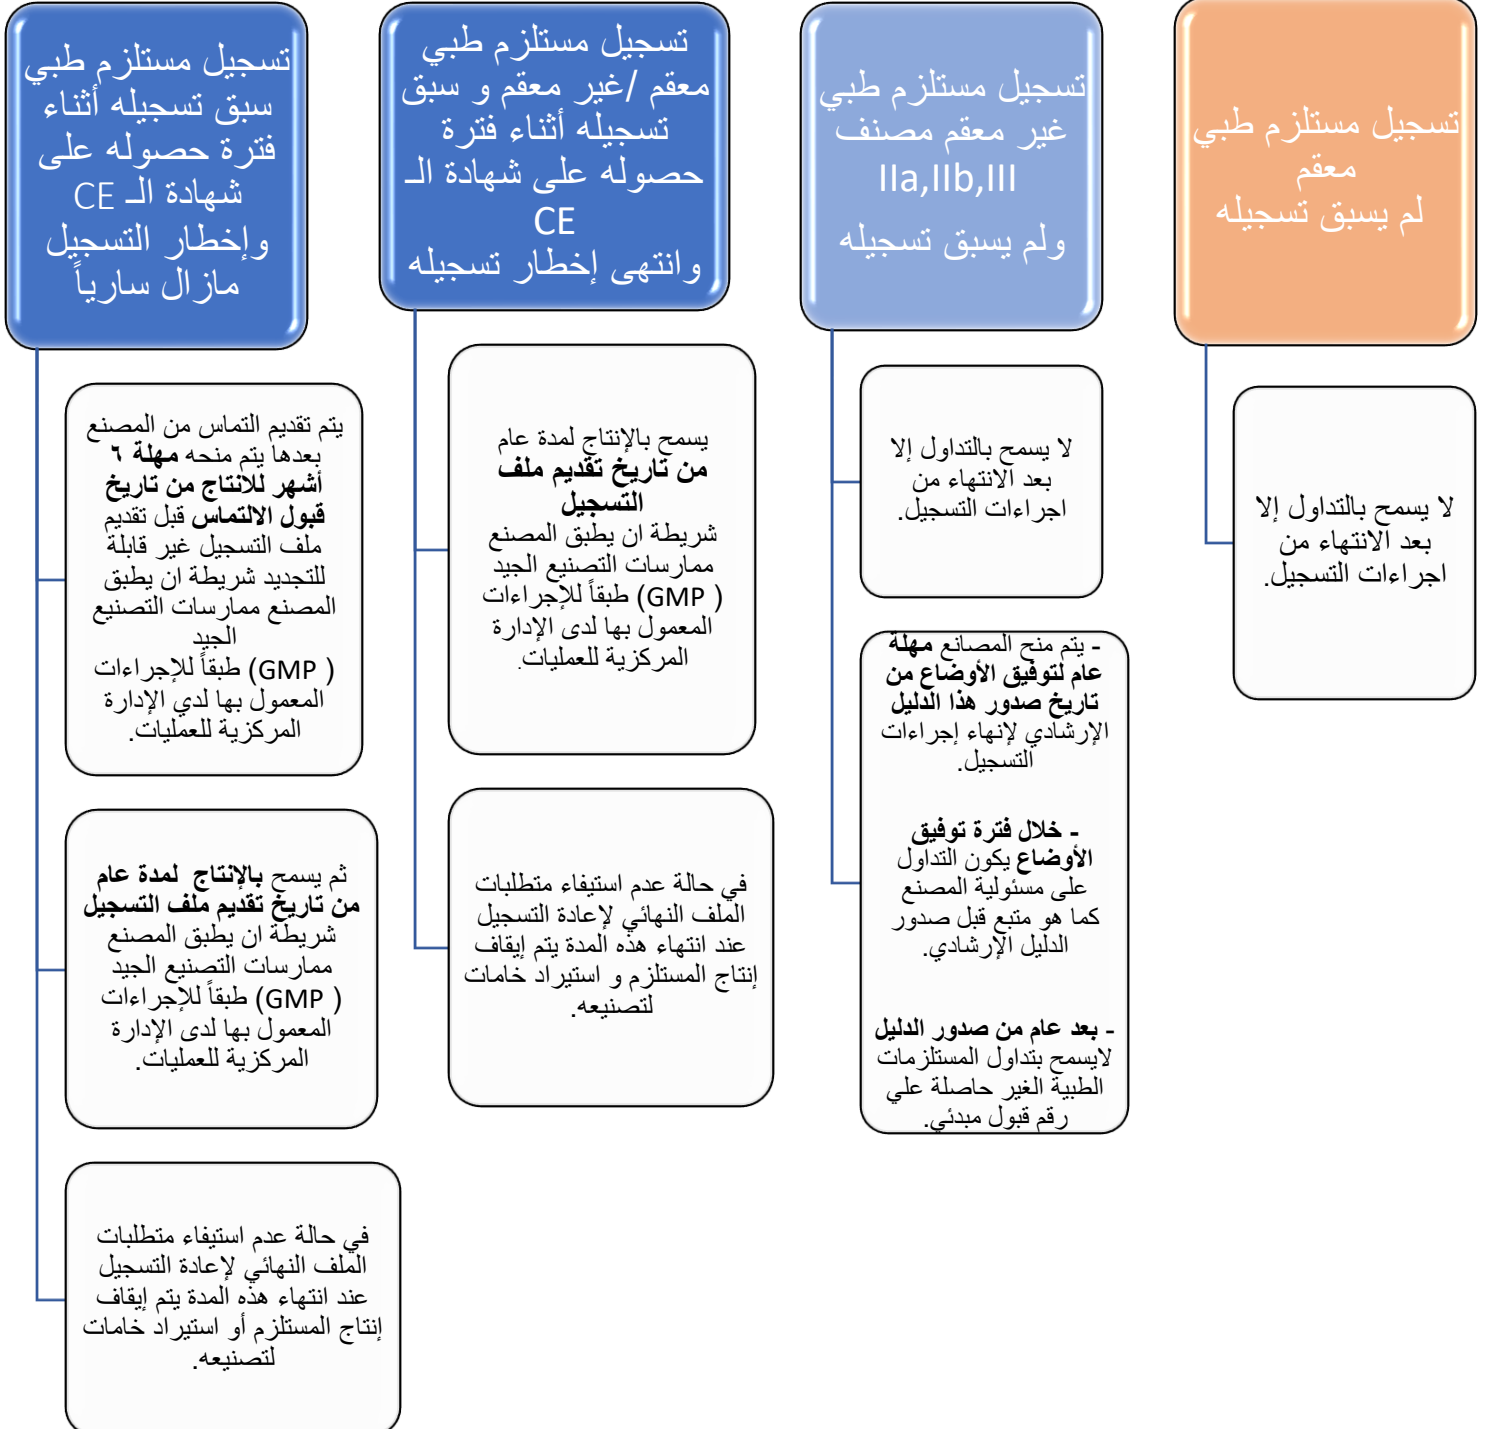 تسجيل مستلزم طبي
معقم
لم يسبق تسجيله
لا يسمح بالتداول إلا
بعد الانتهاء من
اجراءات التسجيل.
تسجيل مستلزم طبي
غير معقم مصنف
IIa,IIb,III
ولم يسبق تسجيله
لا يسمح بالتداول إلا
بعد الانتهاء من
اجراءات التسجيل.
- يتم منح المصانع مهلة
عام لتوفيق الأوضاع من
تاريخ صدور هذا الدليل
الإرشادي لإنهاء إجراءات
التسجيل.
- خلال فترة توفيق
الأوضاع يكون التداول
على مسئولية المصنع
كما هو متبع قبل صدور
الدليل الإرشادي.
- بعد عام من صدور الدليل
لايسمح بتداول المستلزمات
الطبية الغير حاصلة علي
رقم قبول مبدئي.
تسجيل مستلزم طبي
معقم /غير معقم و سبق
تسجيله أثناء فترة
حصوله على شهادة الـ
CE
وانتهى إخطار تسجيله
يسمح بالإنتاج لمدة عام
من تاريخ تقديم ملف
التسجيل
شريطة ان يطبق المصنع
ممارسات التصنيع الجيد
( GMP) طبقاً للإجراءات
المعمول بها لدى الإدارة
المركزية للعمليات.
في حالة عدم استيفاء متطلبات
الملف النهائي لإعادة التسجيل
عند انتهاء هذه المدة يتم إيقاف
إنتاج المستلزم و استيراد خامات
لتصنيعه.
تسجيل مستلزم طبي
سبق تسجيله أثناء
فترة حصوله على
شهادة الـ CE
وإخطار التسجيل
مازال سارياً
يتم تقديم التماس من المصنع
بعدها يتم منحه مهلة ٦
أشهر للانتاج من تاريخ
قبول الالتماس قبل تقديم
ملف التسجيل غير قابلة
للتجديد شريطة ان يطبق
المصنع ممارسات التصنيع
الجيد
( GMP) طبقاً للإجراءات
المعمول بها لدي الإدارة
المركزية للعمليات.
ثم يسمح بالإنتاج  لمدة عام
من تاريخ تقديم ملف التسجيل
شريطة ان يطبق المصنع
ممارسات التصنيع الجيد
( GMP) طبقاً للإجراءات
المعمول بها لدى الإدارة
المركزية للعمليات.
في حالة عدم استيفاء متطلبات
الملف النهائي لإعادة التسجيل
عند انتهاء هذه المدة يتم إيقاف
إنتاج المستلزم أو استيراد خامات
لتصنيعه.